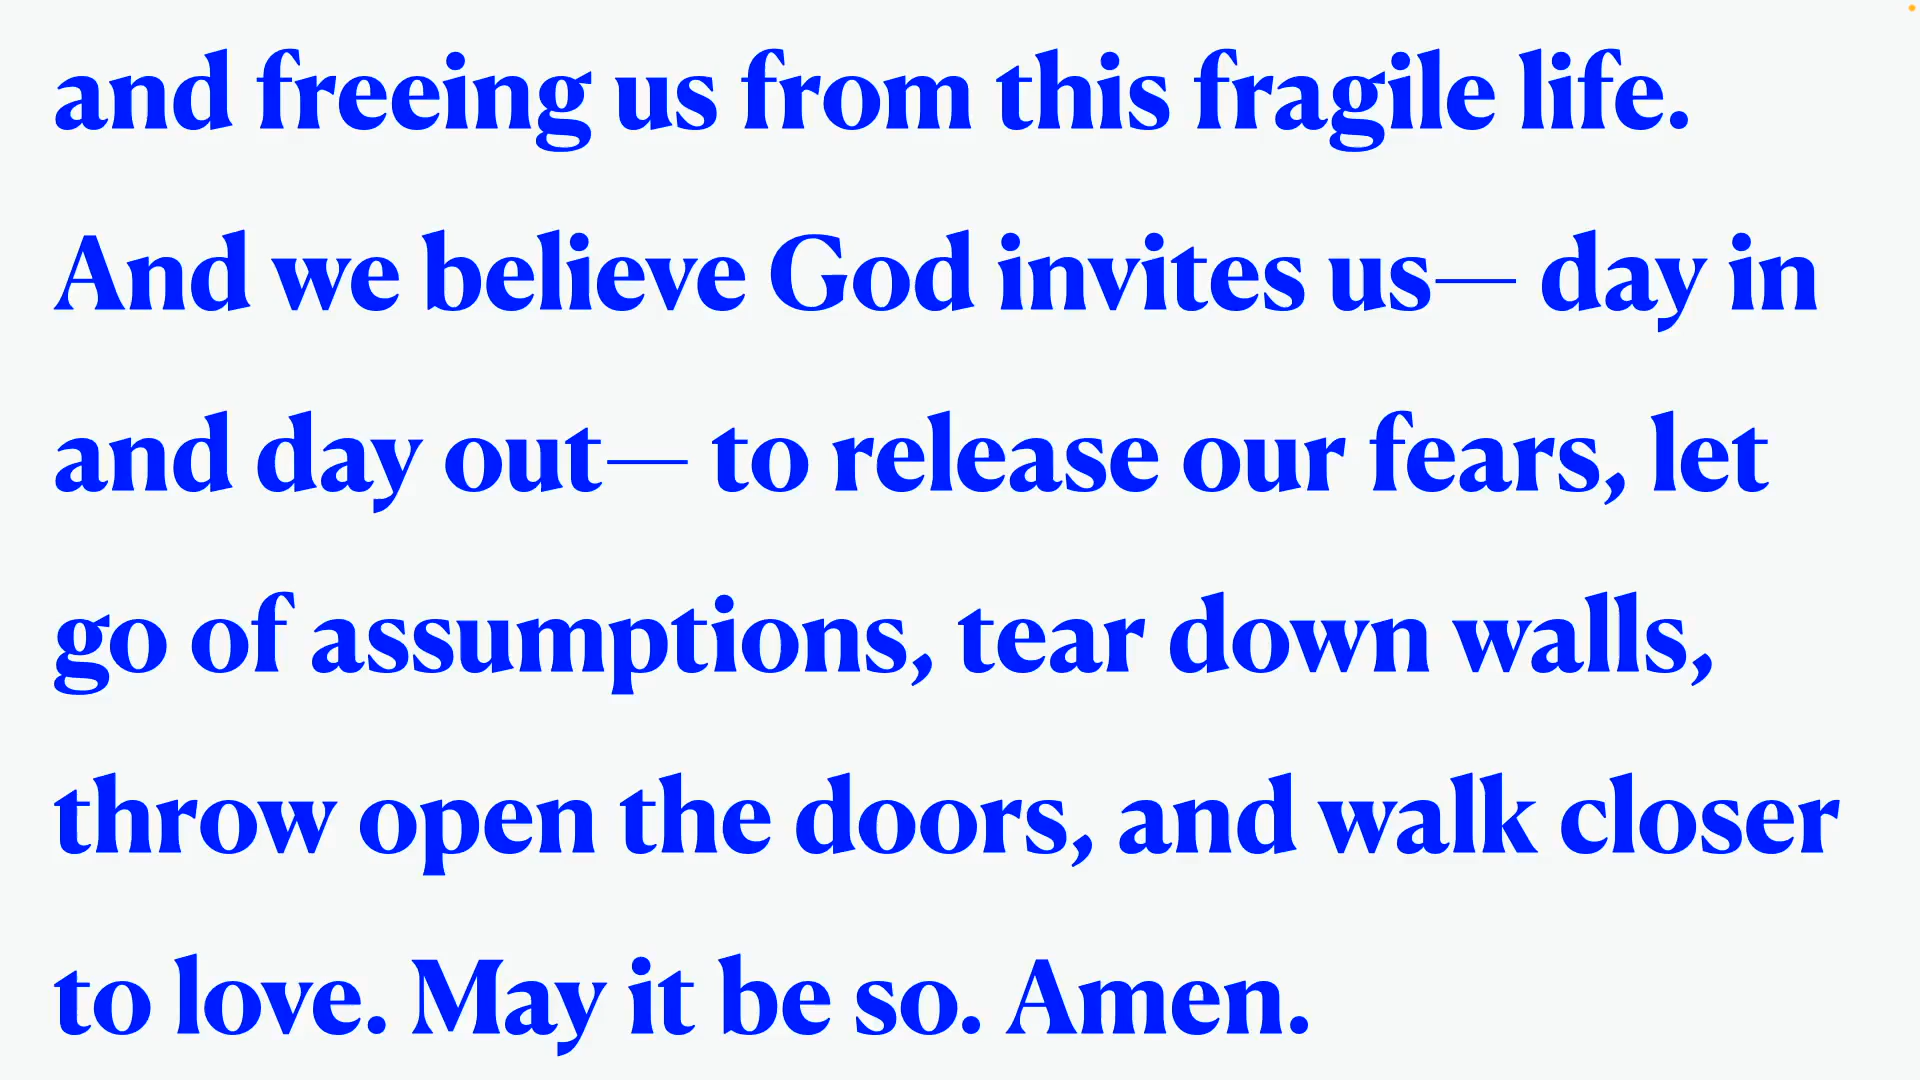 and freeing us from this fragile life.
And we believe God invites us— day in
and day out— to release our fears, let
go of assumptions, tear down walls,
throw open the doors, and walk closer
to love. May it be so. Amen.